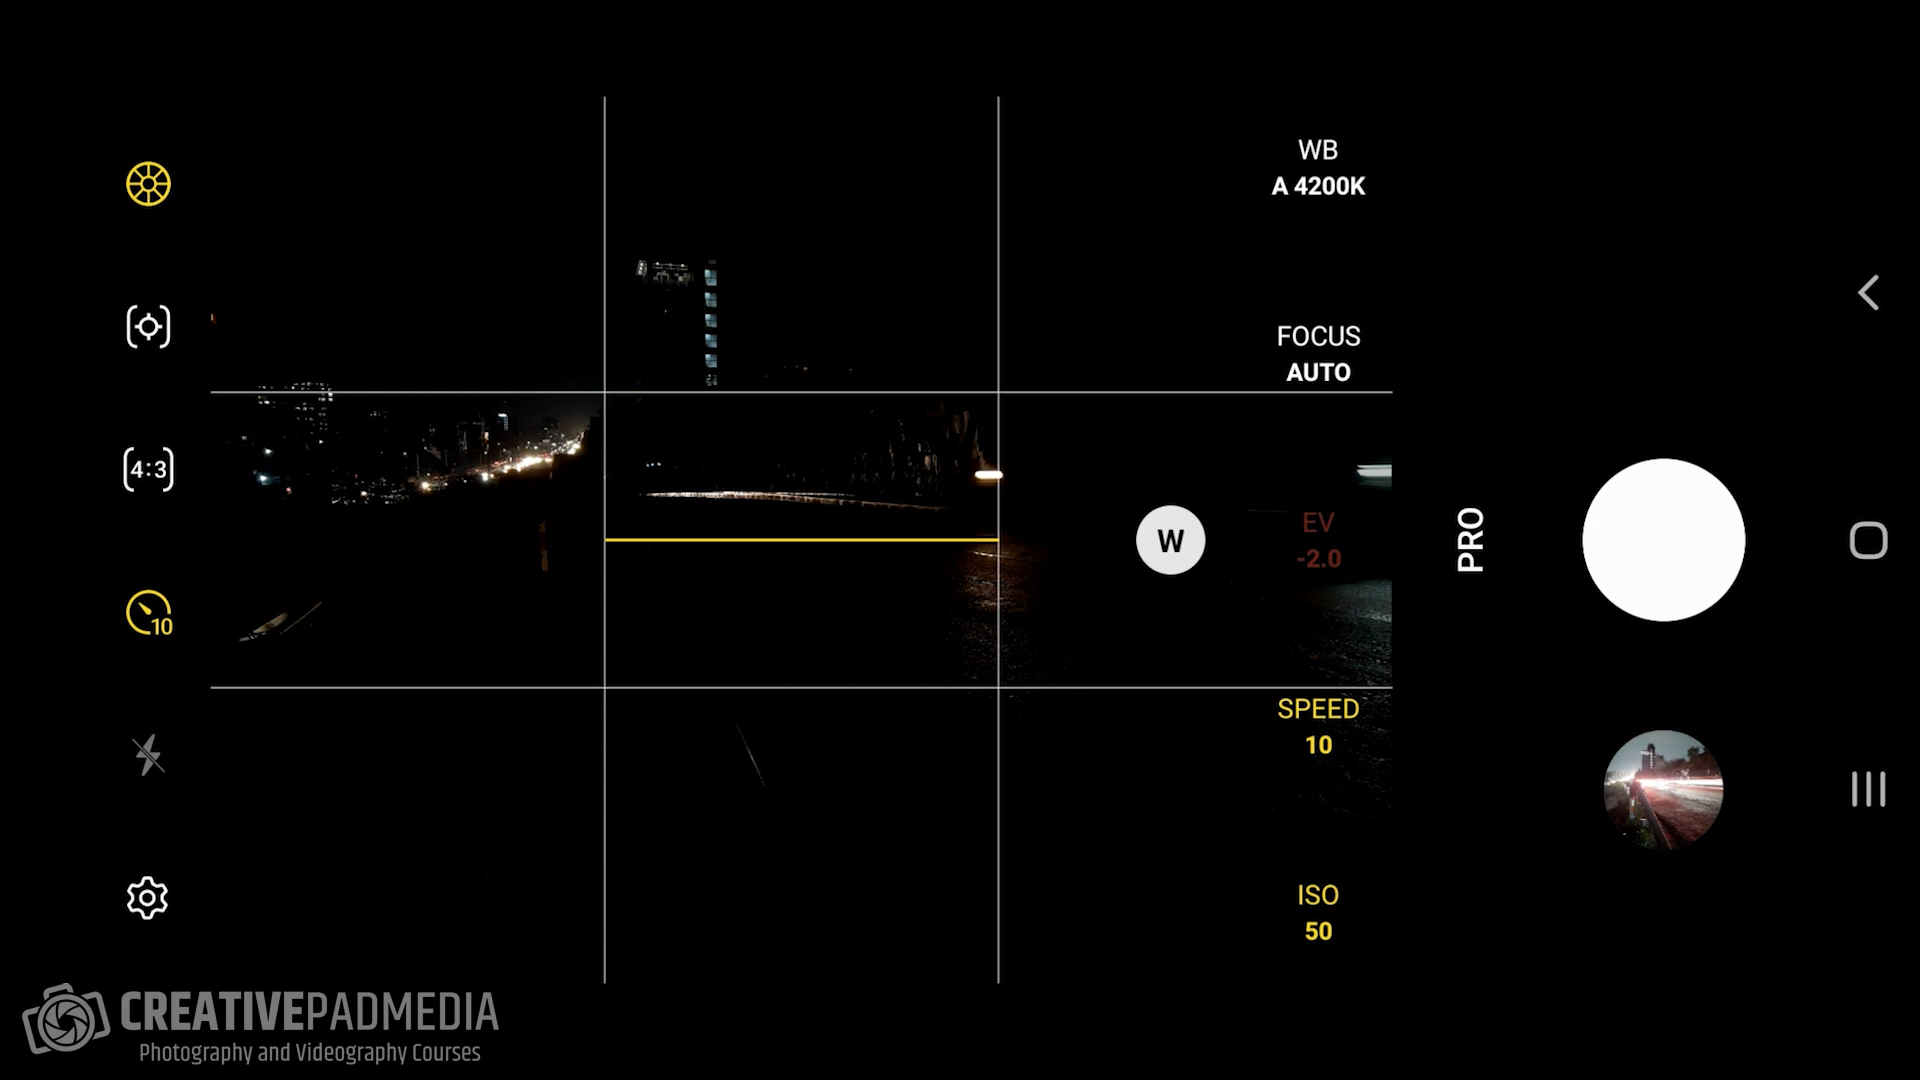 WB
A 4200K
FOCUS
AUTO
4:3
W
EV
-2.0
PRO
10
SPEED
10
ISO
50
CREATIVEPADMEDIA
Photography and Videography Courses